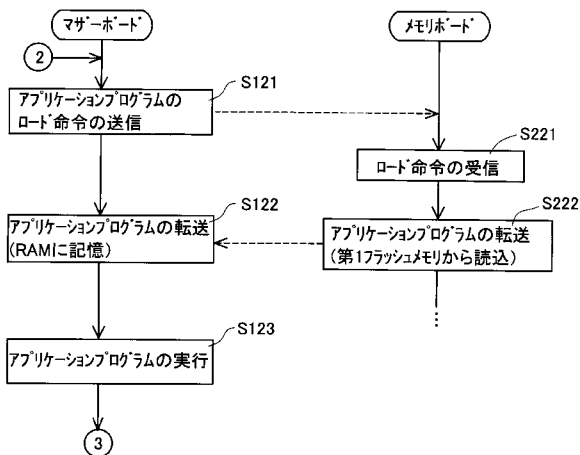 マザーボード
メモリボード
2
S121
アプリケーションプログラムの
ロード命令の送信
S221
ロード命令の受信
S122
アプリケーションプログラムの転送
(RAMに記憶)
S222
アプリケーションプログラムの転送
(第1フラッシュメモリから読込)
S123
アプリケーションプログラムの実行
3